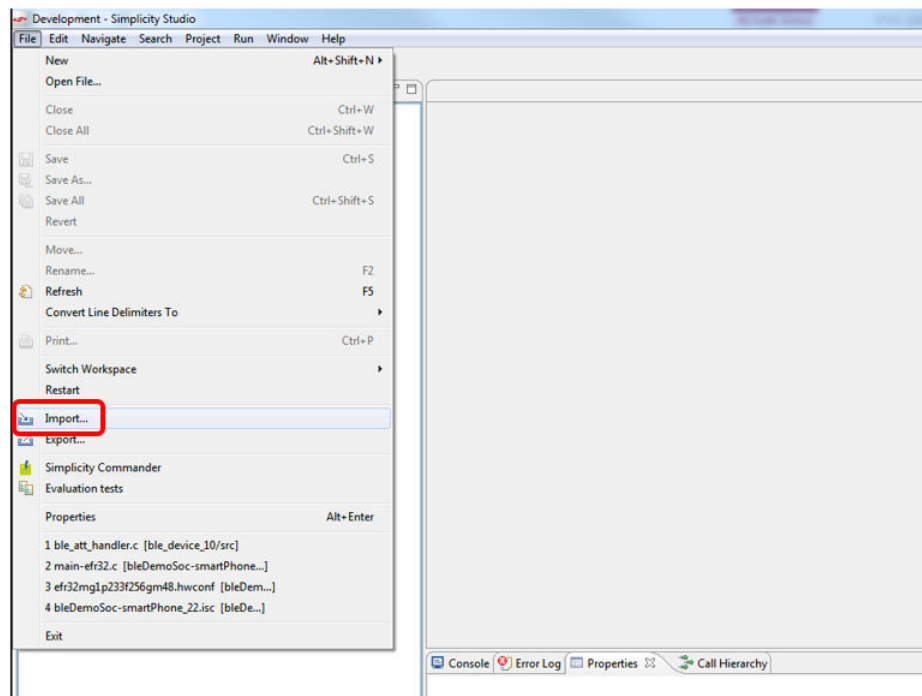 Development - Simplicity Studio
File Edit Navigate Search Project Run Window Help
New Alt+Shift+N
Open File...
Close Ctrl+W
Close All Ctrl+Shift+W
Save Ctrl+S
Save As...
Save All Ctrl+Shift+S
Revert
Move...
Rename... F2
Refresh F5
Convert Line Delimiters To
Print... Ctrl+P
Switch Workspace
Restart
Import...
Export...
Simplicity Commander
Evaluation tests
Properties Alt+Enter
1 ble_att_handler.c [ble_device_10/src]
2 main-efr32.c [bleDemoSoc-smartPhone...]
3 efr32mg1p233f256gm48.hwconf [bleDem...]
4 bleDemoSoc-smartPhone_22.isc [bleDe...]
Exit
Console Error Log Properties Call Hierarchy